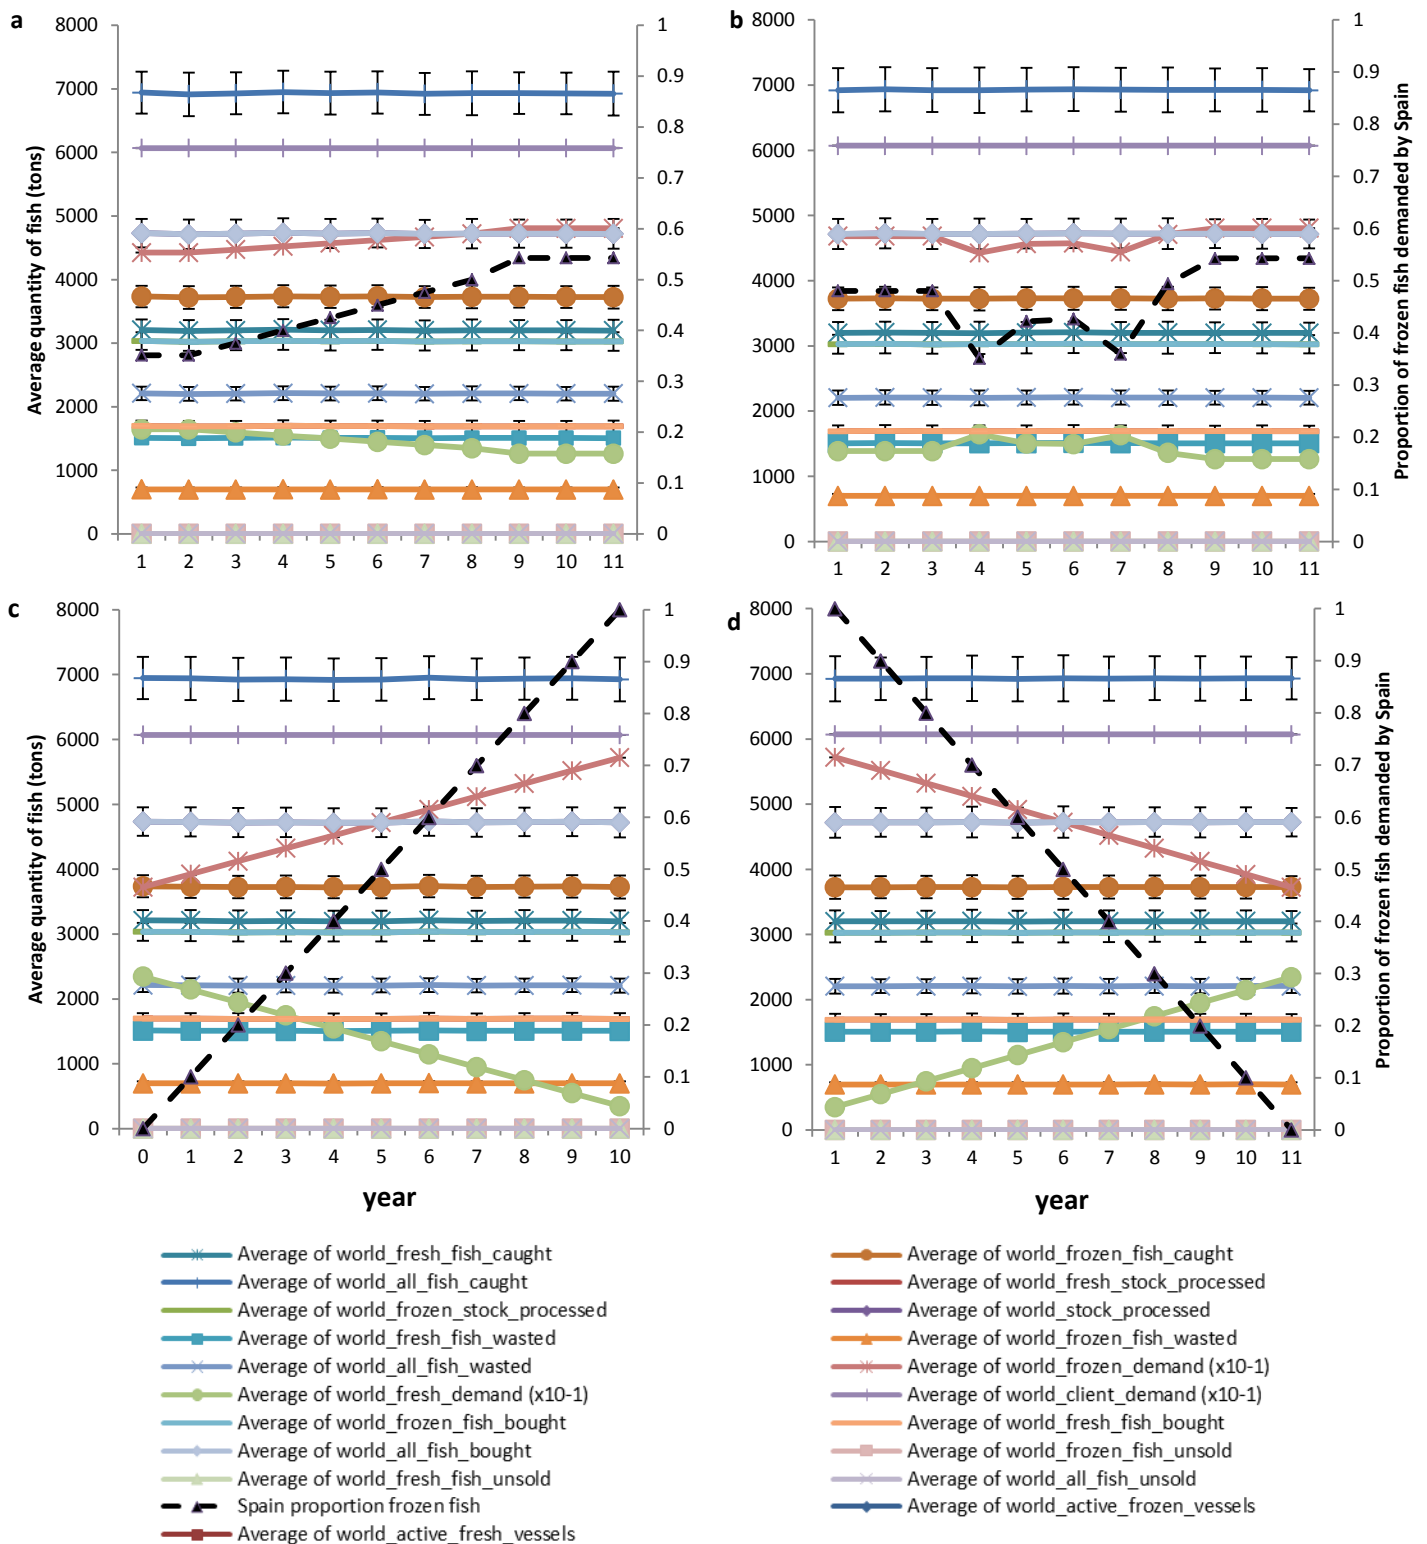 a
8000
7000
6000
5000
4000
3000
2000
1000
0
Average quantity of fish (tons)
1
0.9
0.8
0.7
0.6
0.5
0.4
0.3
0.2
0.1
0
1 2 3 4 5 6 7 8 9 10 11
b
8000
7000
6000
5000
4000
3000
2000
1000
0
1
0.9
0.8
0.7
0.6
0.5
0.4
0.3
0.2
0.1
0
Proportion of frozen fish demanded by Spain
1 2 3 4 5 6 7 8 9 10 11
c
8000
7000
6000
5000
4000
3000
2000
1000
0
Average quantity of fish (tons)
1
0.9
0.8
0.7
0.6
0.5
0.4
0.3
0.2
0.1
0
0 1 2 3 4 5 6 7 8 9 10
year
d
8000
7000
6000
5000
4000
3000
2000
1000
0
1
0.9
0.8
0.7
0.6
0.5
0.4
0.3
0.2
0.1
0
Proportion of frozen fish demanded by Spain
1 2 3 4 5 6 7 8 9 10 11
year
Average of world_fresh_fish_caught
Average of world_all_fish_caught
Average of world_frozen_stock_processed
Average of world_fresh_fish_wasted
Average of world_all_fish_wasted
Average of world_fresh_demand (x10-1)
Average of world_frozen_fish_bought
Average of world_all_fish_bought
Average of world_fresh_fish_unsold
Spain proportion frozen fish
Average of world_active_fresh_vessels
Average of world_frozen_fish_caught
Average of world_fresh_stock_processed
Average of world_stock_processed
Average of world_frozen_fish_wasted
Average of world_frozen_demand (x10-1)
Average of world_client_demand (x10-1)
Average of world_fresh_fish_bought
Average of world_frozen_fish_unsold
Average of world_all_fish_unsold
Average of world_active_frozen_vessels